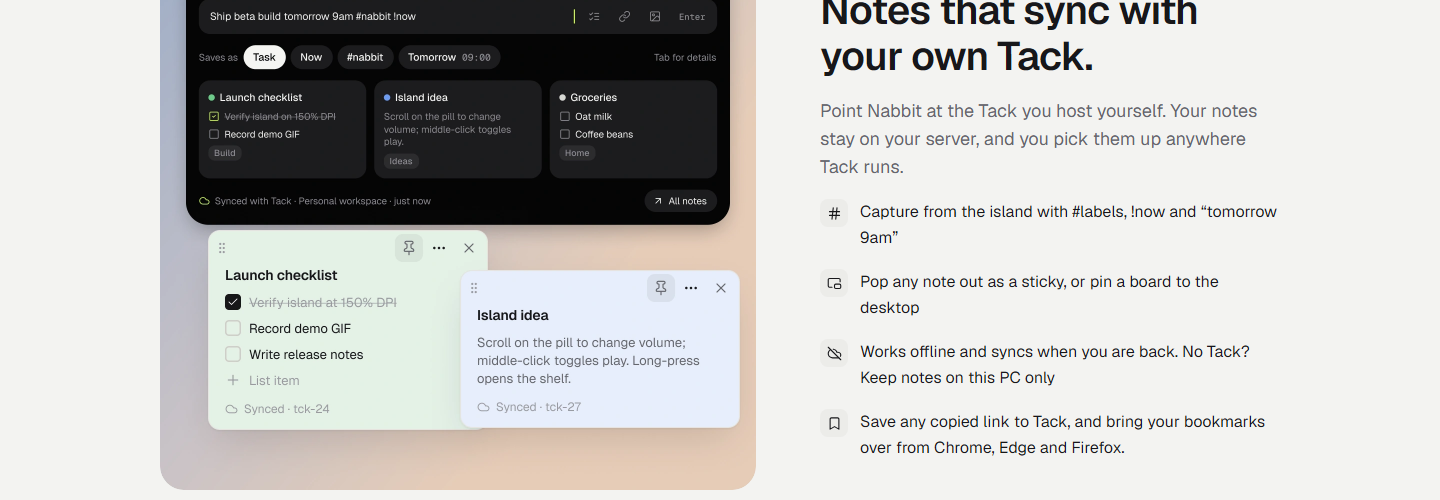 Ship beta build tomorrow 9am #nabbit !now
Enter
Saves as Task Now #nabbit Tomorrow 09:00 Tab for details
Launch checklist
Verify island on 150% DPI
Record demo GIF
Build
Island idea
Scroll on the pill to change
volume; middle-click toggles
play.
Ideas
Groceries
Oat milk
Coffee beans
Home
Synced with Tack · Personal workspace · just now
All notes
Launch checklist
Verify island at 150% DPI
Record demo GIF
Write release notes
List item
Synced · tck-24
Island idea
Scroll on the pill to change volume;
middle-click toggles play. Long-press
opens the shelf.
Synced · tck-27
Notes that sync with
your own Tack.
Point Nabbit at the Tack you host yourself. Your notes
stay on your server, and you pick them up anywhere
Tack runs.
Capture from the island with #labels, !now and “tomorrow
9am”
Pop any note out as a sticky, or pin a board to the
desktop
Works offline and syncs when you are back. No Tack?
Keep notes on this PC only
Save any copied link to Tack, and bring your bookmarks
over from Chrome, Edge and Firefox.